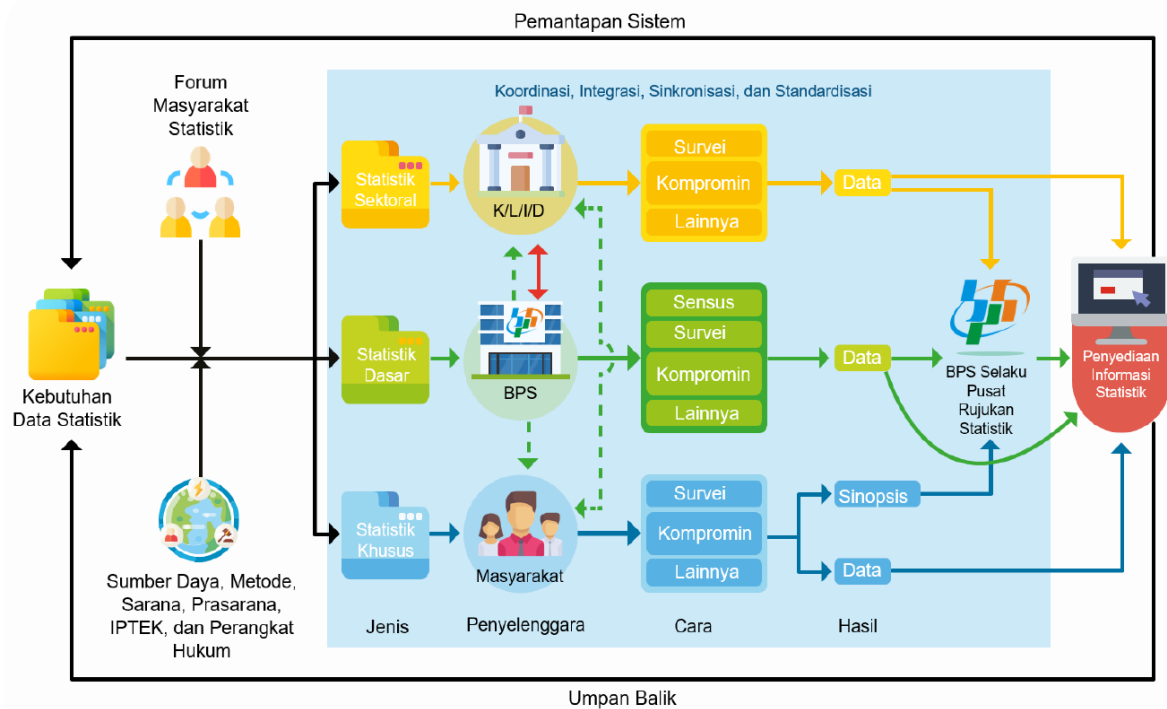 Pemantapan Sistem
Forum
Masyarakat
Statistik
Koordinasi, Integrasi, Sinkronisasi, dan Standardisasi
Statistik
Sektoral
K/L/I/D
Survei
Kompromin
Lainnya
Data
Kebutuhan
Data Statistik
Statistik
Dasar
BPS
Sensus
Survei
Kompromin
Lainnya
Data
BPS Selaku
Pusat
Rujukan
Statistik
Penyediaan
Informasi
Statistik
Statistik
Khusus
Masyarakat
Survei
Kompromin
Lainnya
Sinopsis
Data
Sumber Daya, Metode,
Sarana, Prasarana,
IPTEK, dan Perangkat
Hukum
Jenis
Penyelenggara
Cara
Hasil
Umpan Balik